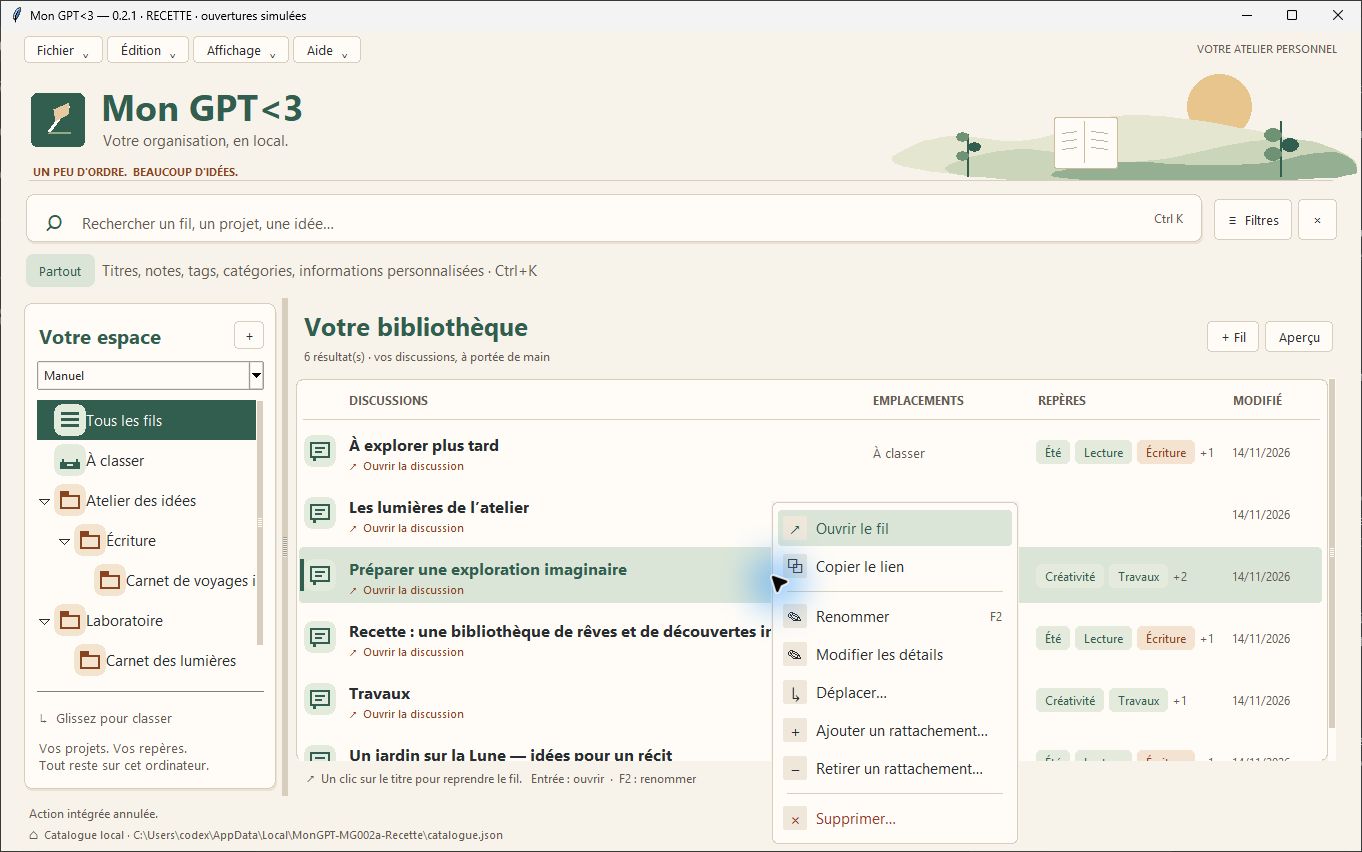 Mon GPT<3 — 0.2.1 · RECETTE · ouvertures simulées
Fichier Édition Affichage Aide
VOTRE ATELIER PERSONNEL
Mon GPT<3
Votre organisation, en local.
UN PEU D'ORDRE. BEAUCOUP D'IDÉES.
Rechercher un fil, un projet, une idée...
Ctrl K
Filtres
×
Partout
Titres, notes, tags, catégories, informations personnalisées · Ctrl+K
Votre espace
+
Manuel
Tous les fils
À classer
Atelier des idées
Écriture
Carnet de voyages i
Laboratoire
Carnet des lumières
↳ Glissez pour classer
Vos projets. Vos repères.
Tout reste sur cet ordinateur.
Votre bibliothèque
6 résultat(s) · vos discussions, à portée de main
+ Fil
Aperçu
DISCUSSIONS EMPLACEMENTS REPÈRES MODIFIÉ
À explorer plus tard
↗ Ouvrir la discussion
À classer
Été Lecture Écriture +1
14/11/2026
Les lumières de l'atelier
↗ Ouvrir la discussion
14/11/2026
Préparer une exploration imaginaire
↗ Ouvrir la discussion
Créativité Travaux +2
14/11/2026
Recette : une bibliothèque de rêves et de découvertes
↗ Ouvrir la discussion
Été Lecture Écriture +1
14/11/2026
Travaux
↗ Ouvrir la discussion
Créativité Travaux +1
14/11/2026
Un jardin sur la Lune — idées pour un récit
↗ Un clic sur le titre pour reprendre le fil. Entrée : ouvrir · F2 : renommer
↗ Ouvrir le fil
Copier le lien
Renommer F2
Modifier les détails
Déplacer...
+ Ajouter un rattachement...
− Retirer un rattachement...
× Supprimer...
Action intégrée annulée.
Catalogue local · C:\Users\codex\AppData\Local\MonGPT-MG002a-Recette\catalogue.json